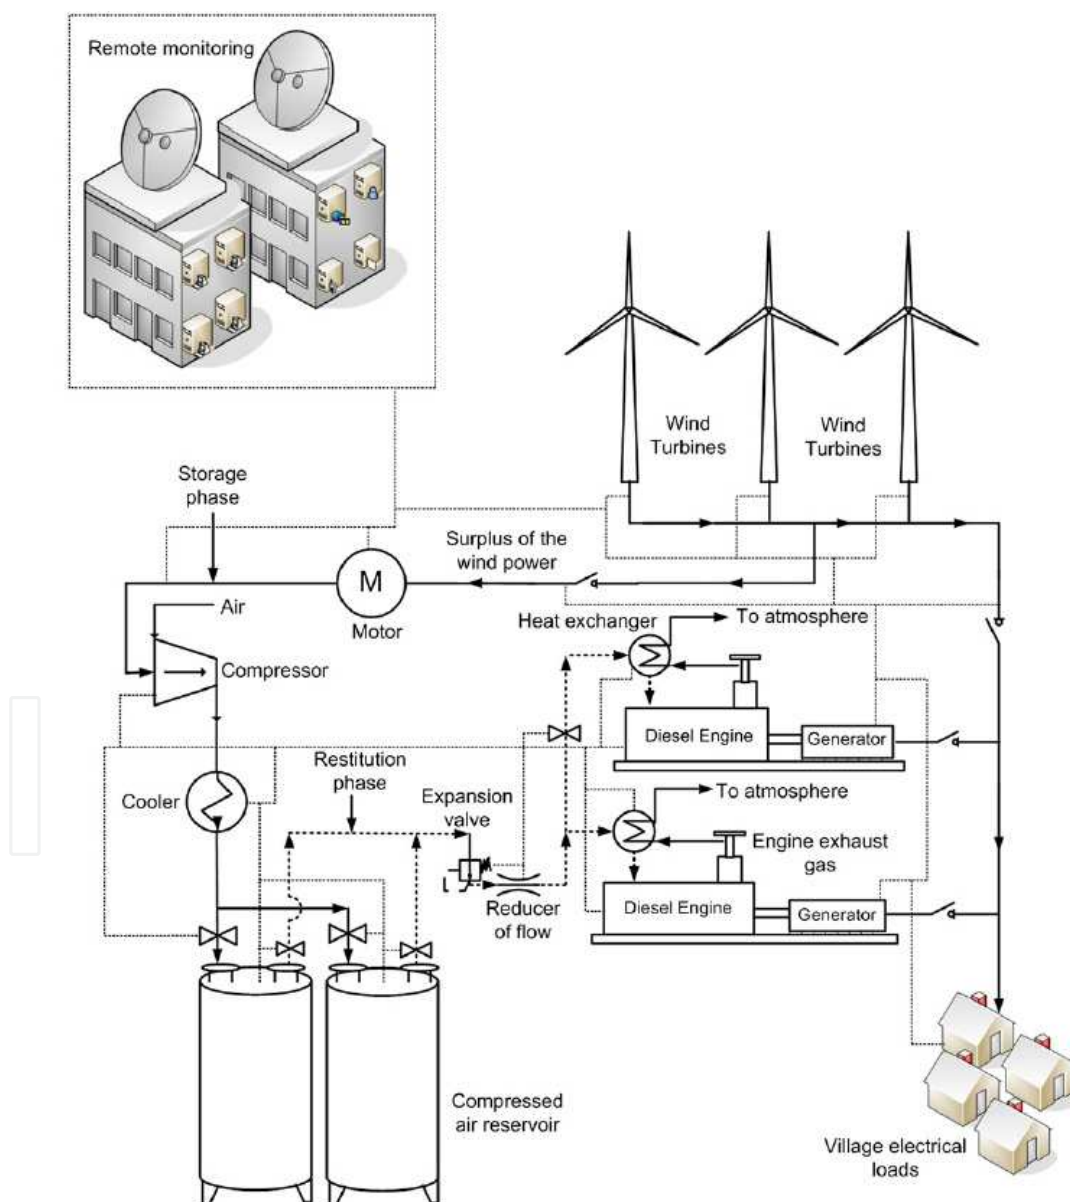 Remote monitoring
Wind
Turbines
Wind
Turbines
Storage
phase
Surplus of the
wind power
M
Motor
Air
Compressor
Heat exchanger
To atmosphere
Diesel Engine
Generator
Restitution
phase
Cooler
Expansion
valve
To atmosphere
Engine exhaust
gas
Diesel Engine
Generator
Reducer
of flow
Compressed
air reservoir
Village electrical
loads